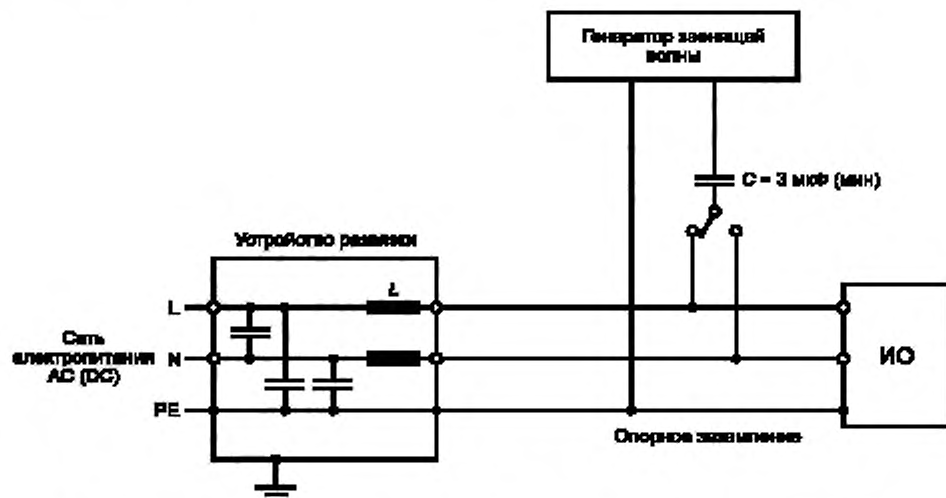 Генератор звенящей
волны
C = 3 мкФ (мин)
Устройство развязки
L
L
Сеть
электропитания
AC (DC)
N
ИО
PE
Опорное заземление